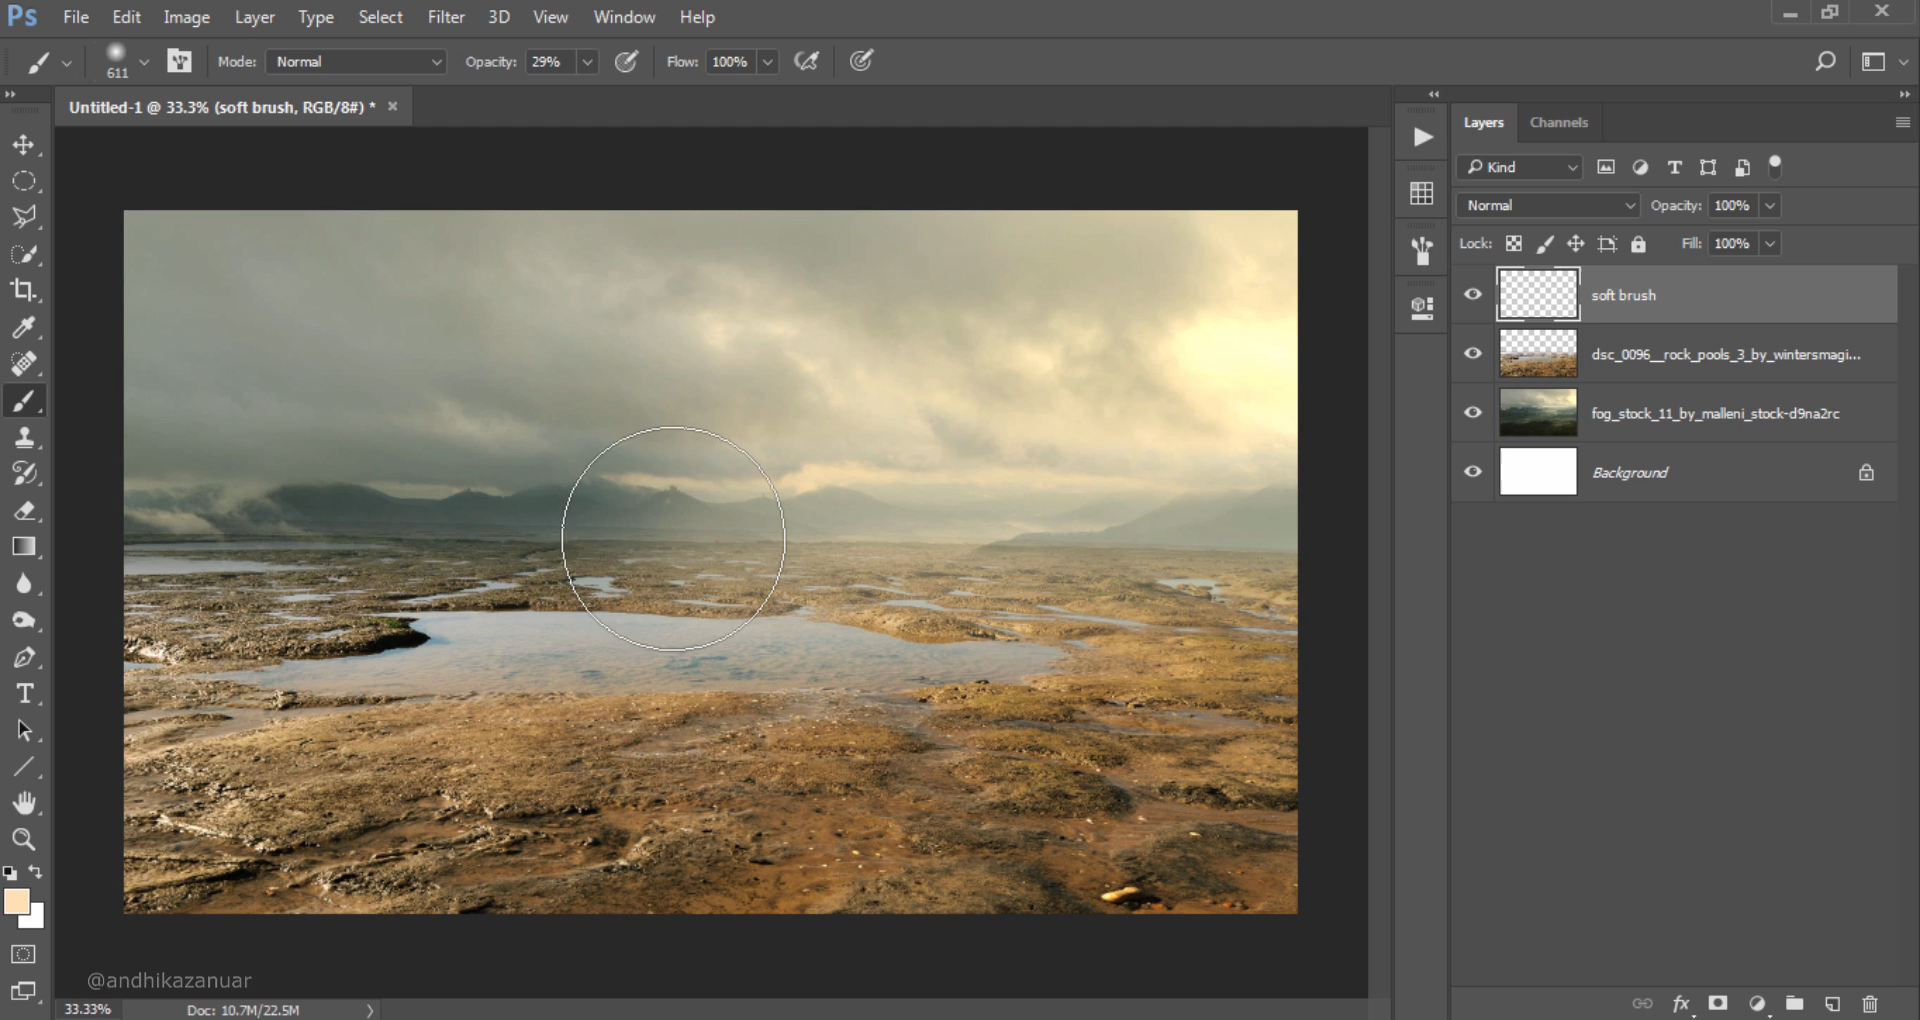 Ps File Edit Image Layer Type Select Filter 3D View Window Help
611 Mode: Normal Opacity: 29% Flow: 100%
Untitled-1 @ 33.3% (soft brush, RGB/8#) * ×
Layers Channels
Kind
Normal Opacity: 100%
Lock: Fill: 100%
soft brush
dsc_0096__rock_pools_3_by_wintersmagi...
fog_stock_11_by_malleni_stock-d9na2rc
Background
@andhikazanuar
33.33% Doc: 10.7M/22.5M